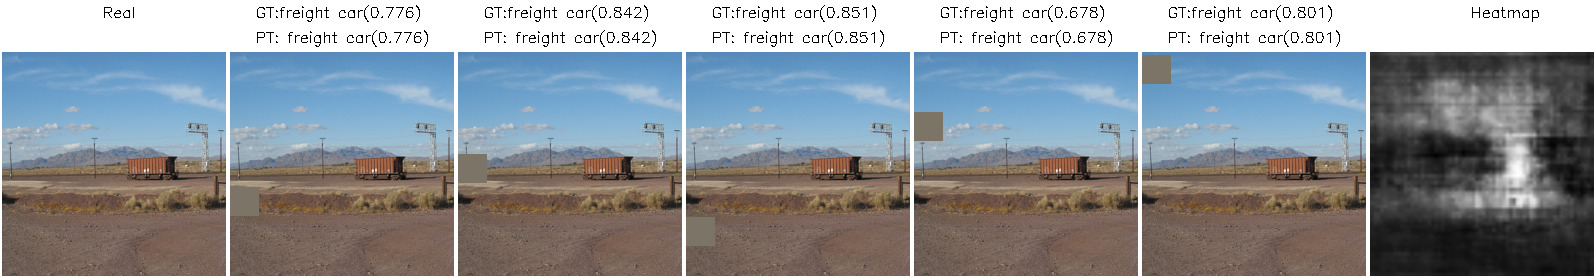 Real
GT:freight car(0.776)
PT: freight car(0.776)
GT:freight car(0.842)
PT: freight car(0.842)
GT:freight car(0.851)
PT: freight car(0.851)
GT:freight car(0.678)
PT: freight car(0.678)
GT:freight car(0.801)
PT: freight car(0.801)
Heatmap